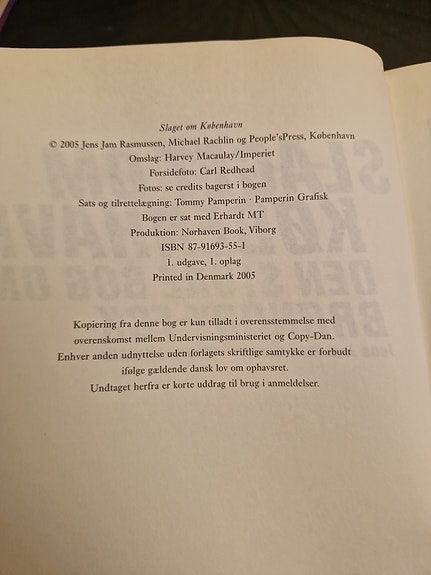 Slaget om København
© 2005 Jens Jam Rasmussen, Michael Rachlin og People'sPress, København
Omslag: Harvey Macaulay/Imperiet
Forsidefoto: Carl Redhead
Fotos: se credits bagerst i bogen
Sats og tilrettelægning: Tommy Pamperin · Pamperin Grafisk
Bogen er sat med Erhardt MT
Produktion: Nørhaven Book, Viborg
ISBN 87-91693-55-1
1. udgave, 1. oplag
Printed in Denmark 2005
Kopiering fra denne bog er kun tilladt i overensstemmelse med
overenskomst mellem Undervisningsministeriet og Copy-Dan.
Enhver anden udnyttelse uden forlagets skriftlige samtykke er forbudt
ifølge gældende dansk lov om ophavsret.
Undtaget herfra er korte uddrag til brug i anmeldelser.